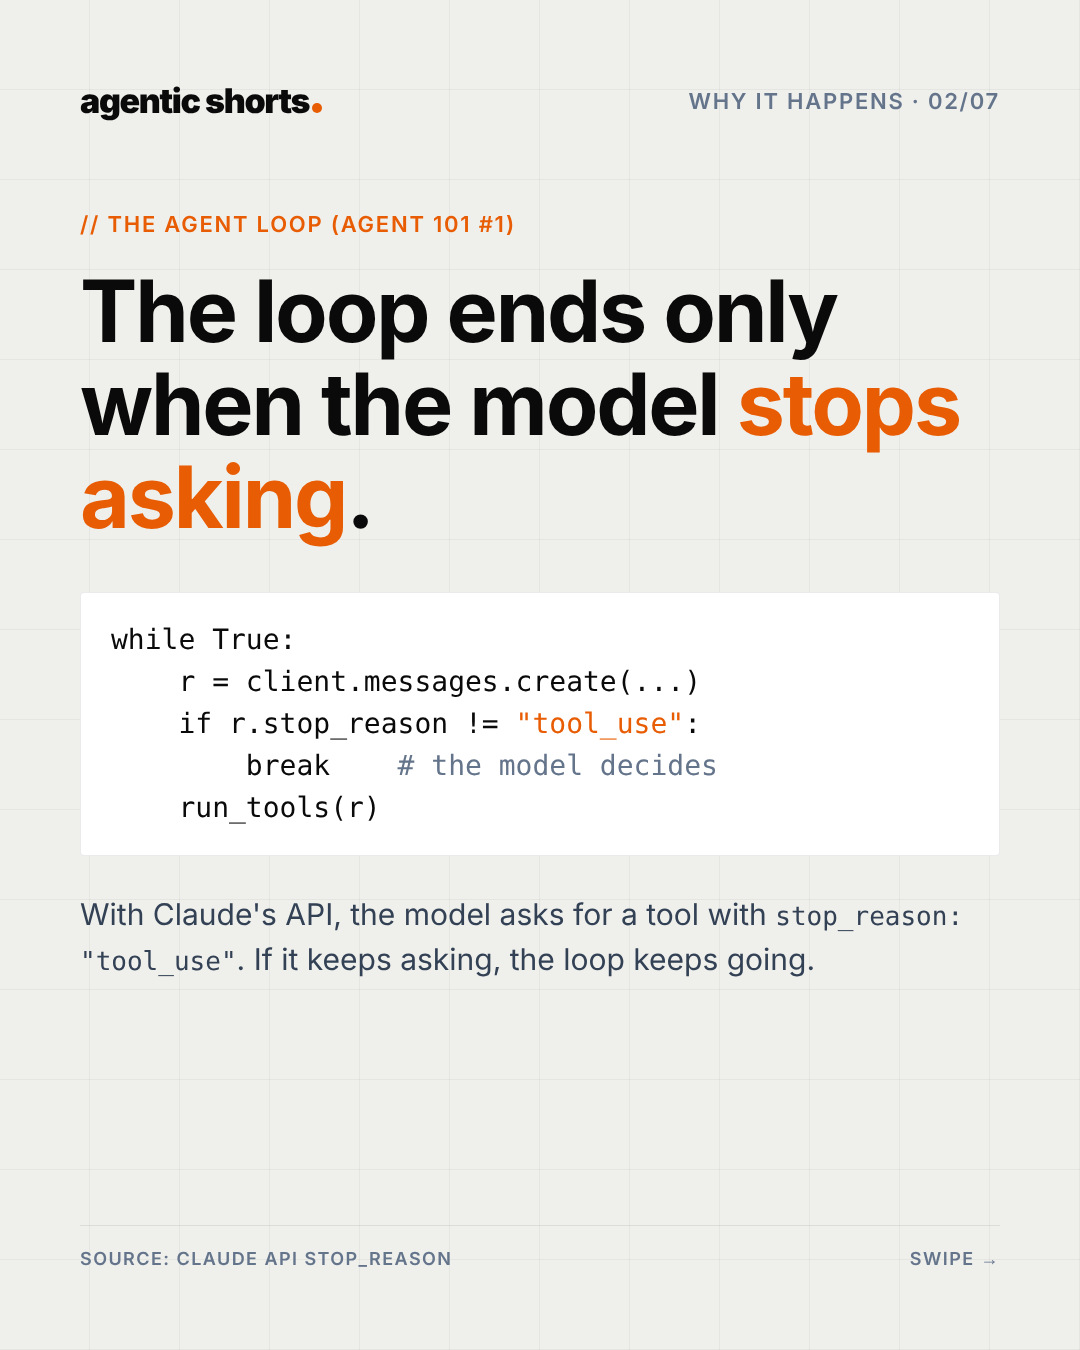 agentic shorts.
WHY IT HAPPENS · 02/07
// THE AGENT LOOP (AGENT 101 #1)
The loop ends only
when the model stops
asking.
while True:
    r = client.messages.create(...)
    if r.stop_reason != "tool_use":
        break    # the model decides
    run_tools(r)
With Claude's API, the model asks for a tool with stop_reason:
"tool_use". If it keeps asking, the loop keeps going.
SOURCE: CLAUDE API STOP_REASON
SWIPE →